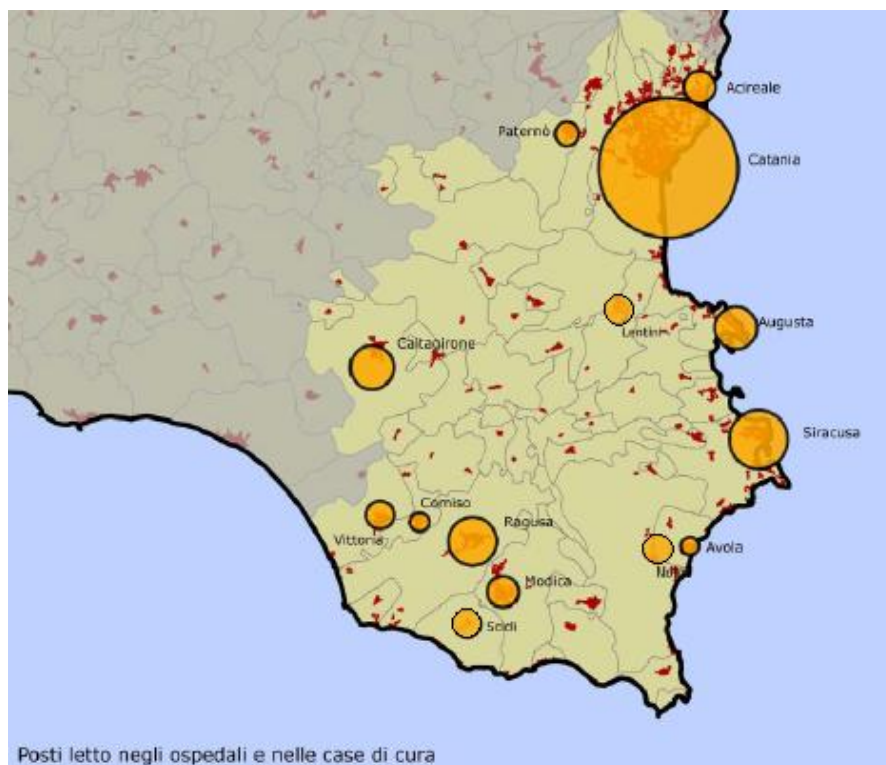 Acireale
Paternò
Catania
Augusta
Lentini
Caltagirone
Siracusa
Comiso
Vittoria
Ragusa
Avola
Modica
Scicli
Posti letto negli ospedali e nelle case di cura